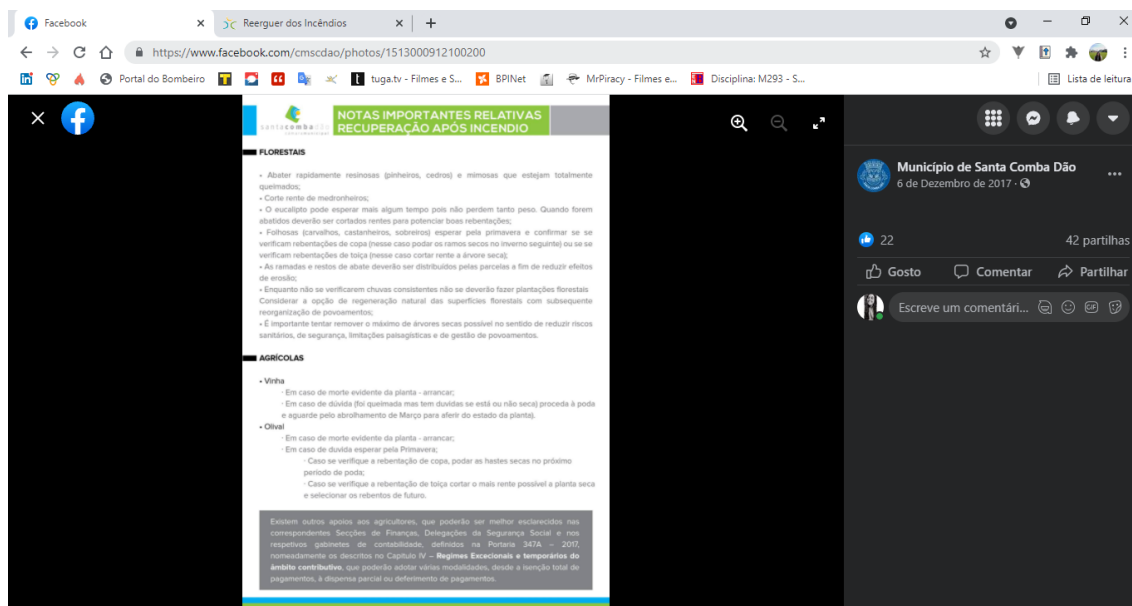 Facebook
Reerguer dos Incêndios
https://www.facebook.com/cmscdao/photos/1513000912100200
Portal do Bombeiro
tuga.tv - Filmes e S...
BPINet
MrPiracy - Filmes e...
Disciplina: M293 - S...
Lista de leitura
santacombadão
NOTAS IMPORTANTES RELATIVAS
RECUPERAÇÃO APÓS INCENDIO
FLORESTAIS
• Abater rapidamente resinosas (pinheiros, cedros) e mimosas que estejam totalmente
queimados;
• Corte rente de medronheiros;
• O eucalipto pode esperar mais algum tempo pois não perdem tanto peso. Quando forem
abatidos deverão ser cortados rentes para potenciar boas rebentações;
• Folhosas (carvalhos, castanheiros, sobreiros) esperar pela primavera e confirmar se se
verificam rebentações de copa (nesse caso podar os ramos secos no inverno seguinte) ou se se
verificam rebentações de toiça (nesse caso cortar rente a árvore seca);
• As ramadas e restos de abate deverão ser distribuídos pelas parcelas a fim de reduzir efeitos
de erosão;
• Enquanto não se verificarem chuvas consistentes não se deverão fazer plantações florestais
Considerar a opção de regeneração natural das superfícies florestais com subsequente
reorganização de povoamentos;
• É importante tentar remover o máximo de árvores secas possível no sentido de reduzir riscos
sanitários, de segurança, limitações paisagísticas e de gestão de povoamentos.
AGRÍCOLAS
• Vinha
· Em caso de morte evidente da planta - arrancar;
· Em caso de dúvida (foi queimada mas tem duvidas se está ou não seca) proceda à poda
e aguarde pelo abrolhamento de Março para aferir do estado da planta).
• Olival
· Em caso de morte evidente da planta - arrancar;
· Em caso de duvida esperar pela Primavera;
· Caso se verifique a rebentação de copa, podar as hastes secas no próximo
período de poda;
· Caso se verifique a rebentação de toiça cortar o mais rente possível a planta seca
e selecionar os rebentos de futuro.
Existem outros apoios aos agricultores, que poderão ser melhor esclarecidos nas
correspondentes Secções de Finanças, Delegações da Segurança Social e nos
respetivos gabinetes de contabilidade, definidos na Portaria 347A – 2017,
nomeadamente os descritos no Capitulo IV – Regimes Excecionais e temporários do
âmbito contributivo, que poderão adotar várias modalidades, desde a isenção total de
pagamentos, à dispensa parcial ou deferimento de pagamentos.
Município de Santa Comba Dão
6 de Dezembro de 2017 ·
22
42 partilhas
Gosto
Comentar
Partilhar
Escreve um comentári...
GIF